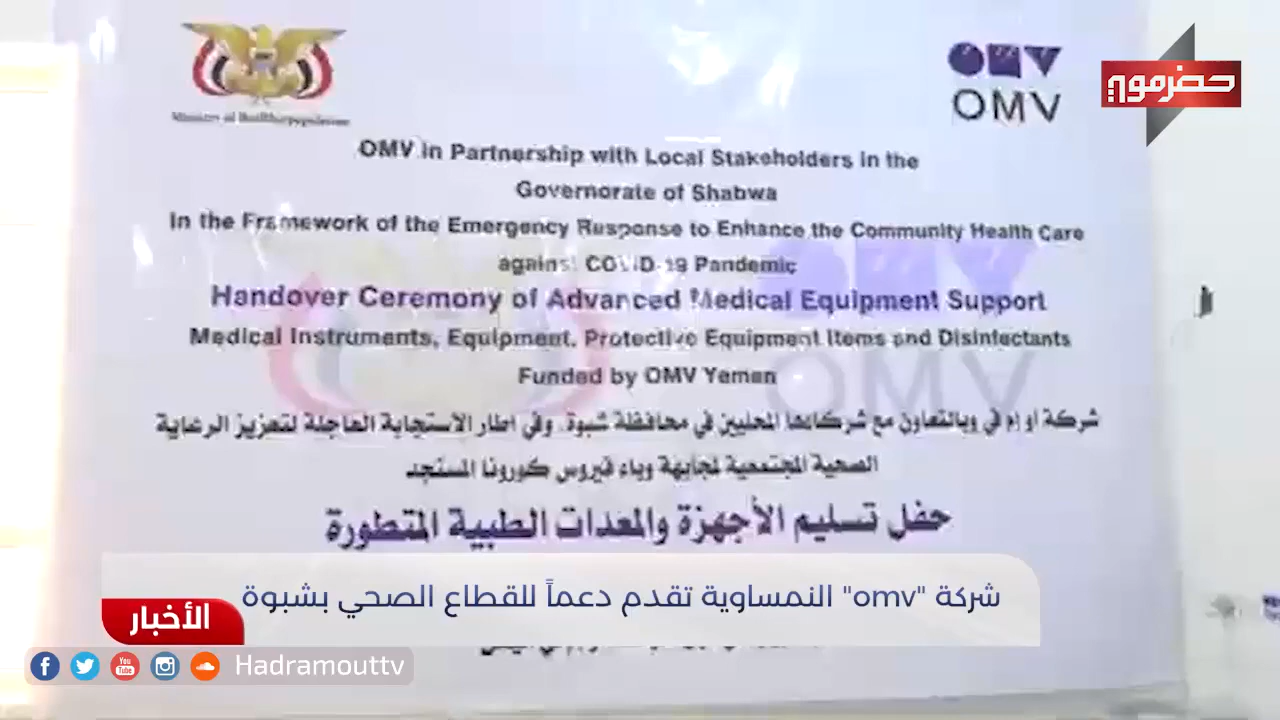 حضرموت
OMV
Ministry of
OMV in Partnership with Local Stakeholders in the
Governorate of Shabwa
In the Framework of the Emergency Response to Enhance the Community Health Care
against COVID-19 Pandemic
Handover Ceremony of Advanced Medical Equipment Support
Medical Instruments, Equipment, Protective Equipment Items and Disinfectants
Funded by OMV Yemen
شركة أو إم في وبالتعاون مع شركاءها المحليين في محافظة شبوة. وفي اطار الاستجابة العاجلة لتعزيز الرعاية
الصحية المجتمعية لمجابهة وباء فيروس كورونا المستجد
حفل تسليم الأجهزة والمعدات الطبية المتطورة
شركة "omv" النمساوية تقدم دعماً للقطاع الصحي بشبوة
الأخبار
Hadramouttv